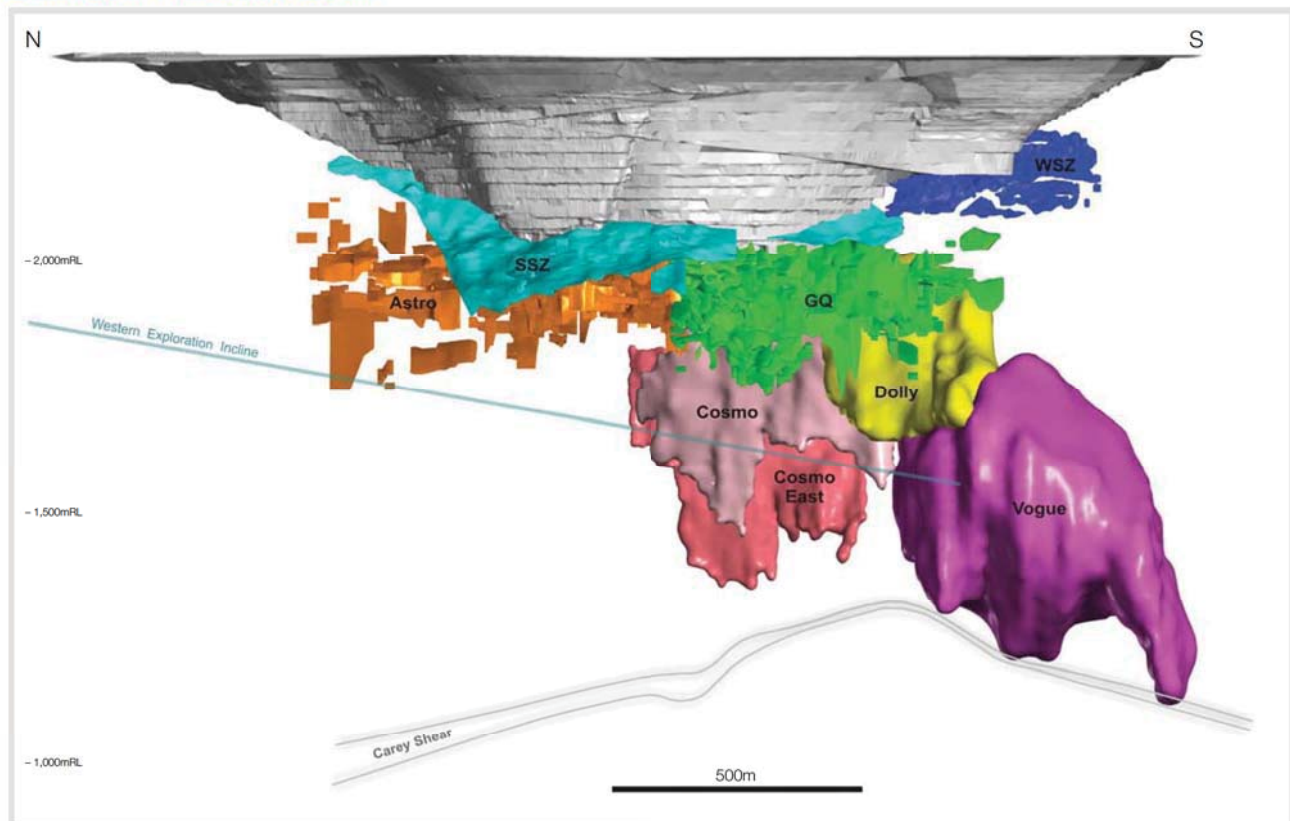 N
S
WSZ
– 2,000mRL
SSZ
GQ
Astro
Western Exploration Incline
Dolly
Cosmo
Cosmo
East
– 1,500mRL
Vogue
Carey Shear
– 1,000mRL
500m